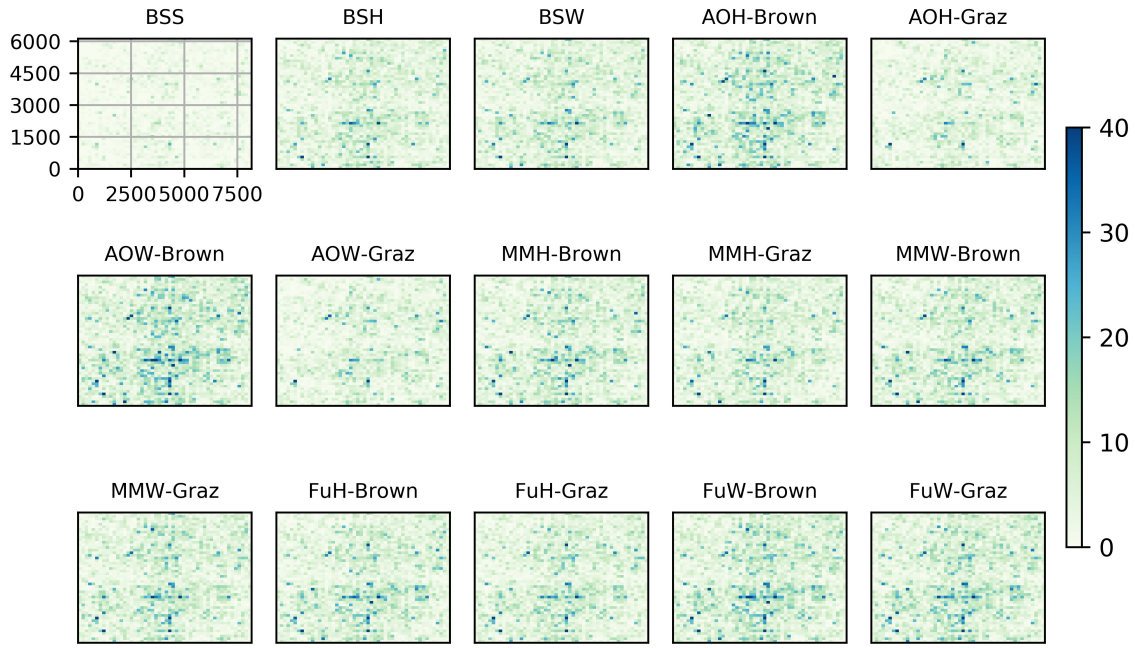 BSS BSH BSW AOH-Brown AOH-Graz
6000
4500
3000
1500
0
0 2500 5000 7500
40
30
20
10
0
AOW-Brown AOW-Graz MMH-Brown MMH-Graz MMW-Brown
MMW-Graz FuH-Brown FuH-Graz FuW-Brown FuW-Graz